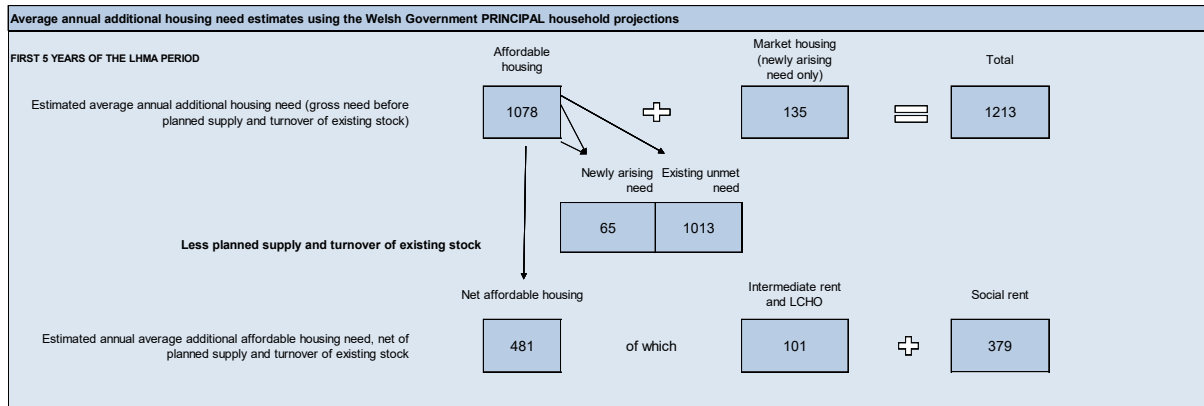 Average annual additional housing need estimates using the Welsh Government PRINCIPAL household projections
FIRST 5 YEARS OF THE LHMA PERIOD
Affordable
housing
Market housing
(newly arising
need only)
Total
Estimated average annual additional housing need (gross need before
planned supply and turnover of existing stock)
1078
135
1213
Newly arising
need
Existing unmet
need
65
1013
Less planned supply and turnover of existing stock
Net affordable housing
Intermediate rent
and LCHO
Social rent
Estimated annual average additional affordable housing need, net of
planned supply and turnover of existing stock
481
of which
101
379